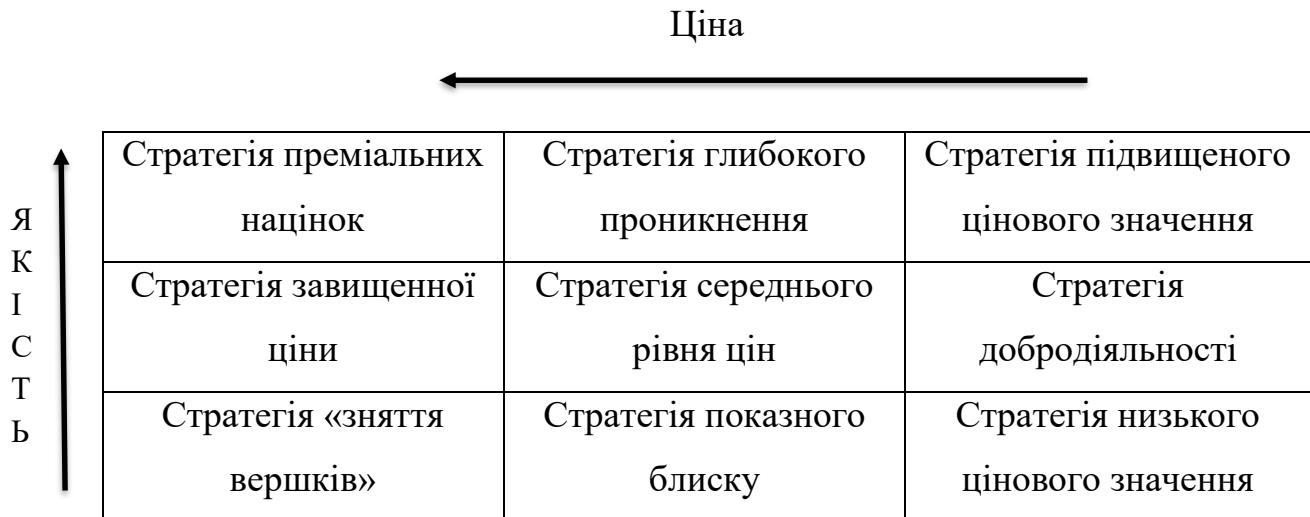 Ціна
Я
К
І
С
Т
Ь
Стратегія преміальних
націнок
Стратегія глибокого
проникнення
Стратегія підвищеного
цінового значення
Стратегія завищенної
ціни
Стратегія середнього
рівня цін
Стратегія
добродіяльності
Стратегія «зняття
вершків»
Стратегія показного
блиску
Стратегія низького
цінового значення